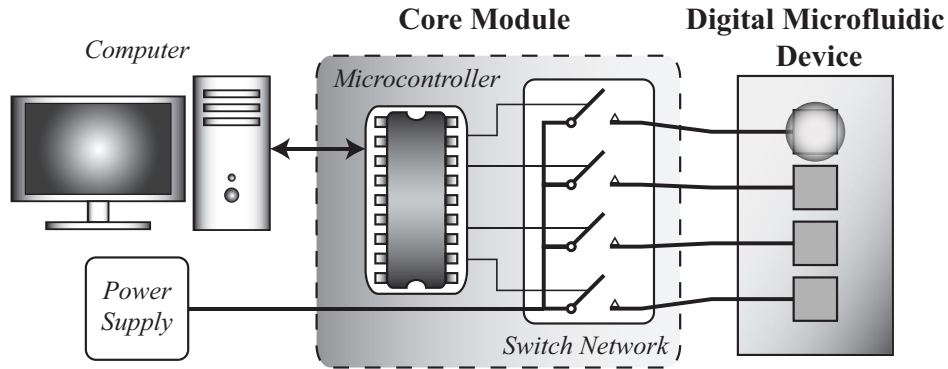 Core Module
Digital Microfluidic
Device
Computer
Microcontroller
Power
Supply
Switch Network